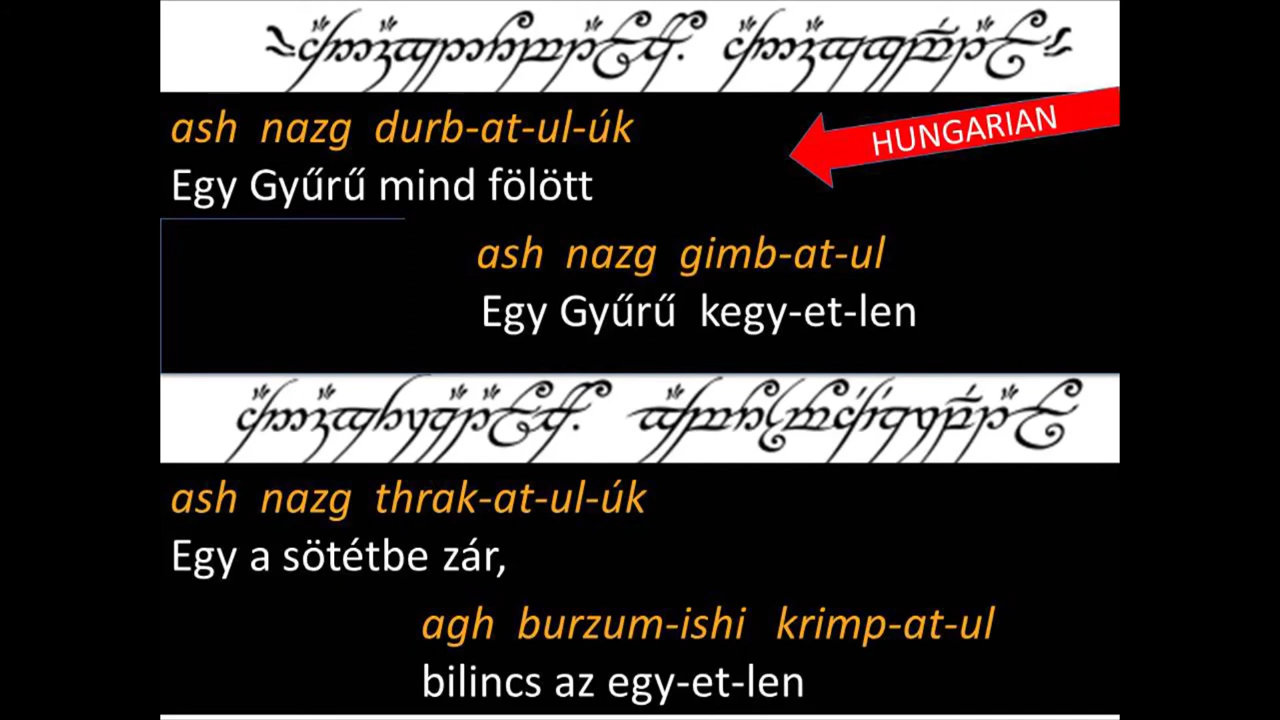 ash nazg durb-at-ul-úk
HUNGARIAN
Egy Gyűrű mind fölött
ash nazg gimb-at-ul
Egy Gyűrű kegy-et-len
ash nazg thrak-at-ul-úk
Egy a sötétbe zár,
agh burzum-ishi krimp-at-ul
bilincs az egy-et-len